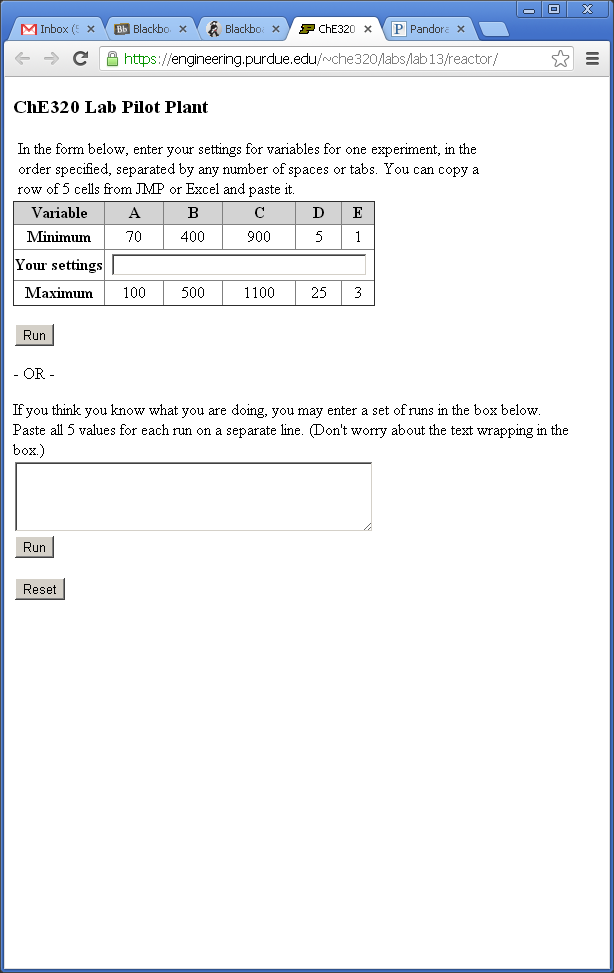 Inbox (
Blackbo
Blackbo
ChE320
Pandora
https://engineering.purdue.edu/~che320/labs/lab13/reactor/
ChE320 Lab Pilot Plant
In the form below, enter your settings for variables for one experiment, in the
order specified, separated by any number of spaces or tabs. You can copy a
row of 5 cells from JMP or Excel and paste it.
Variable A B C D E
Minimum 70 400 900 5 1
Your settings
Maximum 100 500 1100 25 3
Run
- OR -
If you think you know what you are doing, you may enter a set of runs in the box below.
Paste all 5 values for each run on a separate line. (Don't worry about the text wrapping in the
box.)
Run
Reset